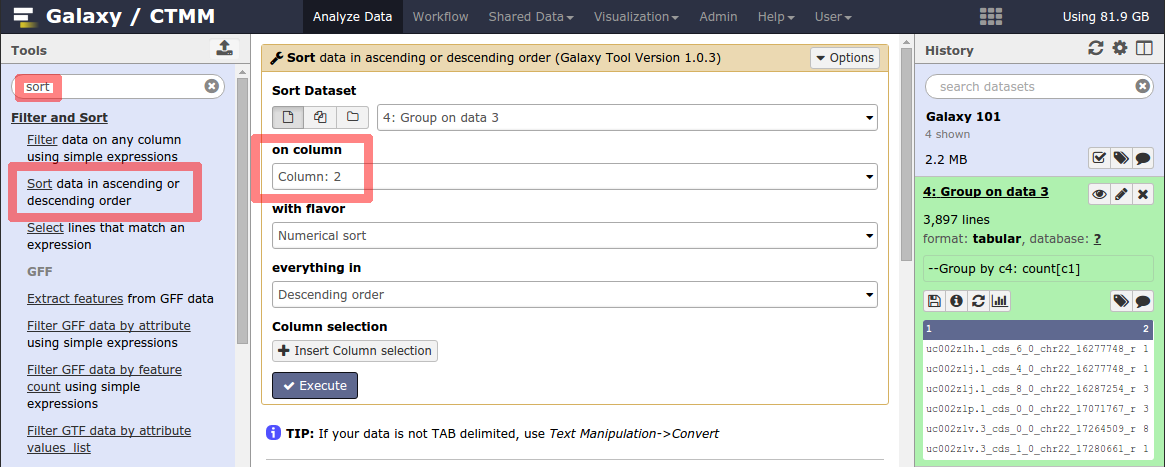 Galaxy / CTMM
Analyze Data Workflow Shared Data Visualization Admin Help User
Using 81.9 GB
Tools
sort
Filter and Sort
Filter data on any column
using simple expressions
Sort data in ascending or
descending order
Select lines that match an
expression
GFF
Extract features from GFF data
Filter GFF data by attribute
using simple expressions
Filter GFF data by feature
count using simple
expressions
Filter GTF data by attribute
values_list
Sort data in ascending or descending order (Galaxy Tool Version 1.0.3)
Options
Sort Dataset
4: Group on data 3
on column
Column: 2
with flavor
Numerical sort
everything in
Descending order
Column selection
Insert Column selection
Execute
TIP: If your data is not TAB delimited, use Text Manipulation->Convert
History
search datasets
Galaxy 101
4 shown
2.2 MB
4: Group on data 3
3,897 lines
format: tabular, database: ?
--Group by c4: count[c1]
1 2
uc002zlh.1_cds_6_0_chr22_16277748_r 1
uc002zlj.1_cds_4_0_chr22_16277748_r 1
uc002zlj.1_cds_8_0_chr22_16287254_r 3
uc002zlp.1_cds_0_0_chr22_17071767_r 3
uc002zlv.3_cds_0_0_chr22_17264509_r 8
uc002zlv.3_cds_1_0_chr22_17280661_r 1